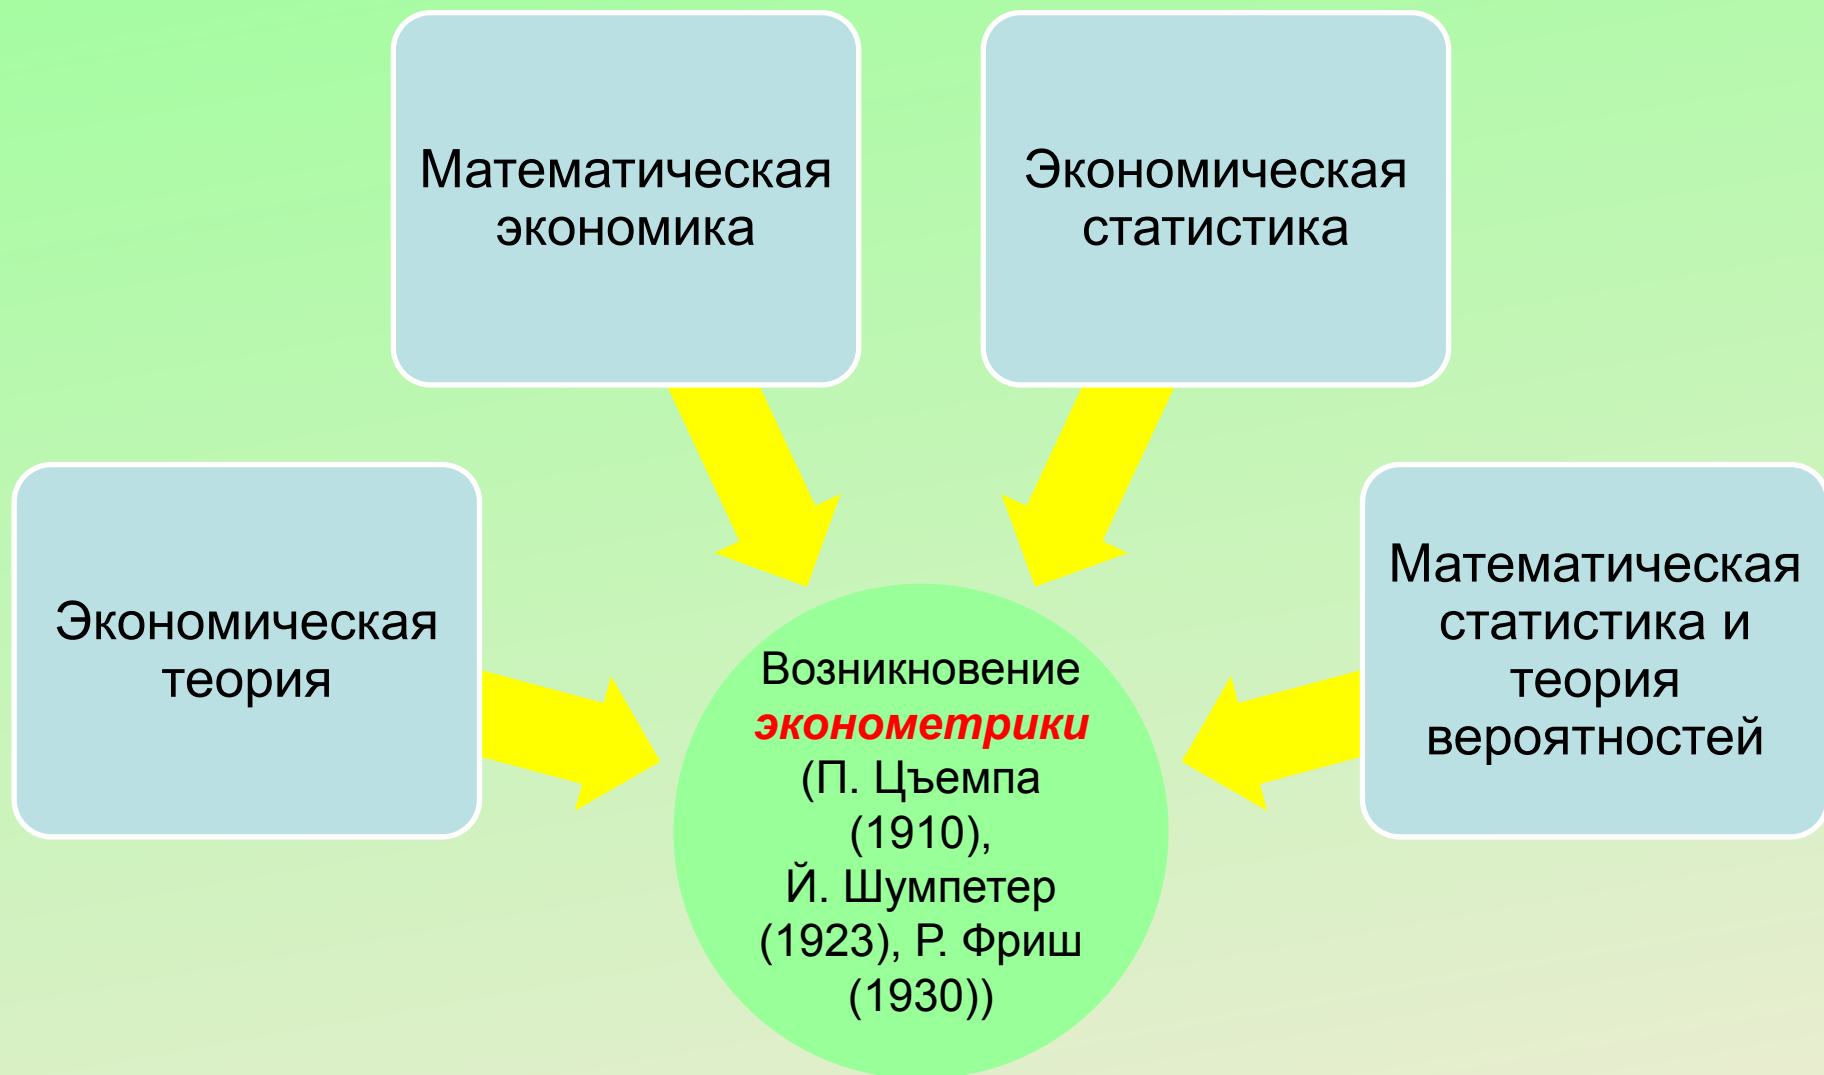 Математическая
экономика
Экономическая
статистика
Экономическая
теория
Математическая
статистика и
теория
вероятностей
Возникновение
эконометрики
(П. Цъемпа
(1910),
Й. Шумпетер
(1923), Р. Фриш
(1930))